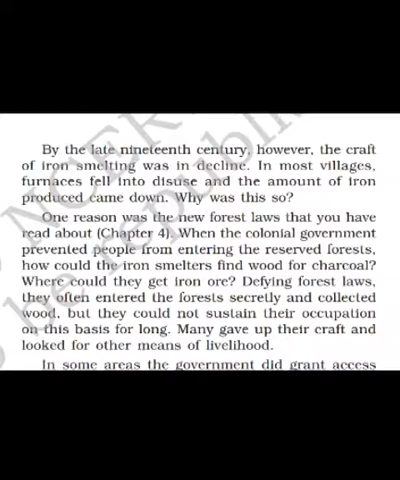 By the late nineteenth century, however, the craft
of iron smelting was in decline. In most villages,
furnaces fell into disuse and the amount of iron
produced came down. Why was this so?
One reason was the new forest laws that you have
read about (Chapter 4). When the colonial government
prevented people from entering the reserved forests,
how could the iron smelters find wood for charcoal?
Where could they get iron ore? Defying forest laws,
they often entered the forests secretly and collected
wood, but they could not sustain their occupation
on this basis for long. Many gave up their craft and
looked for other means of livelihood.
In some areas the government did grant access